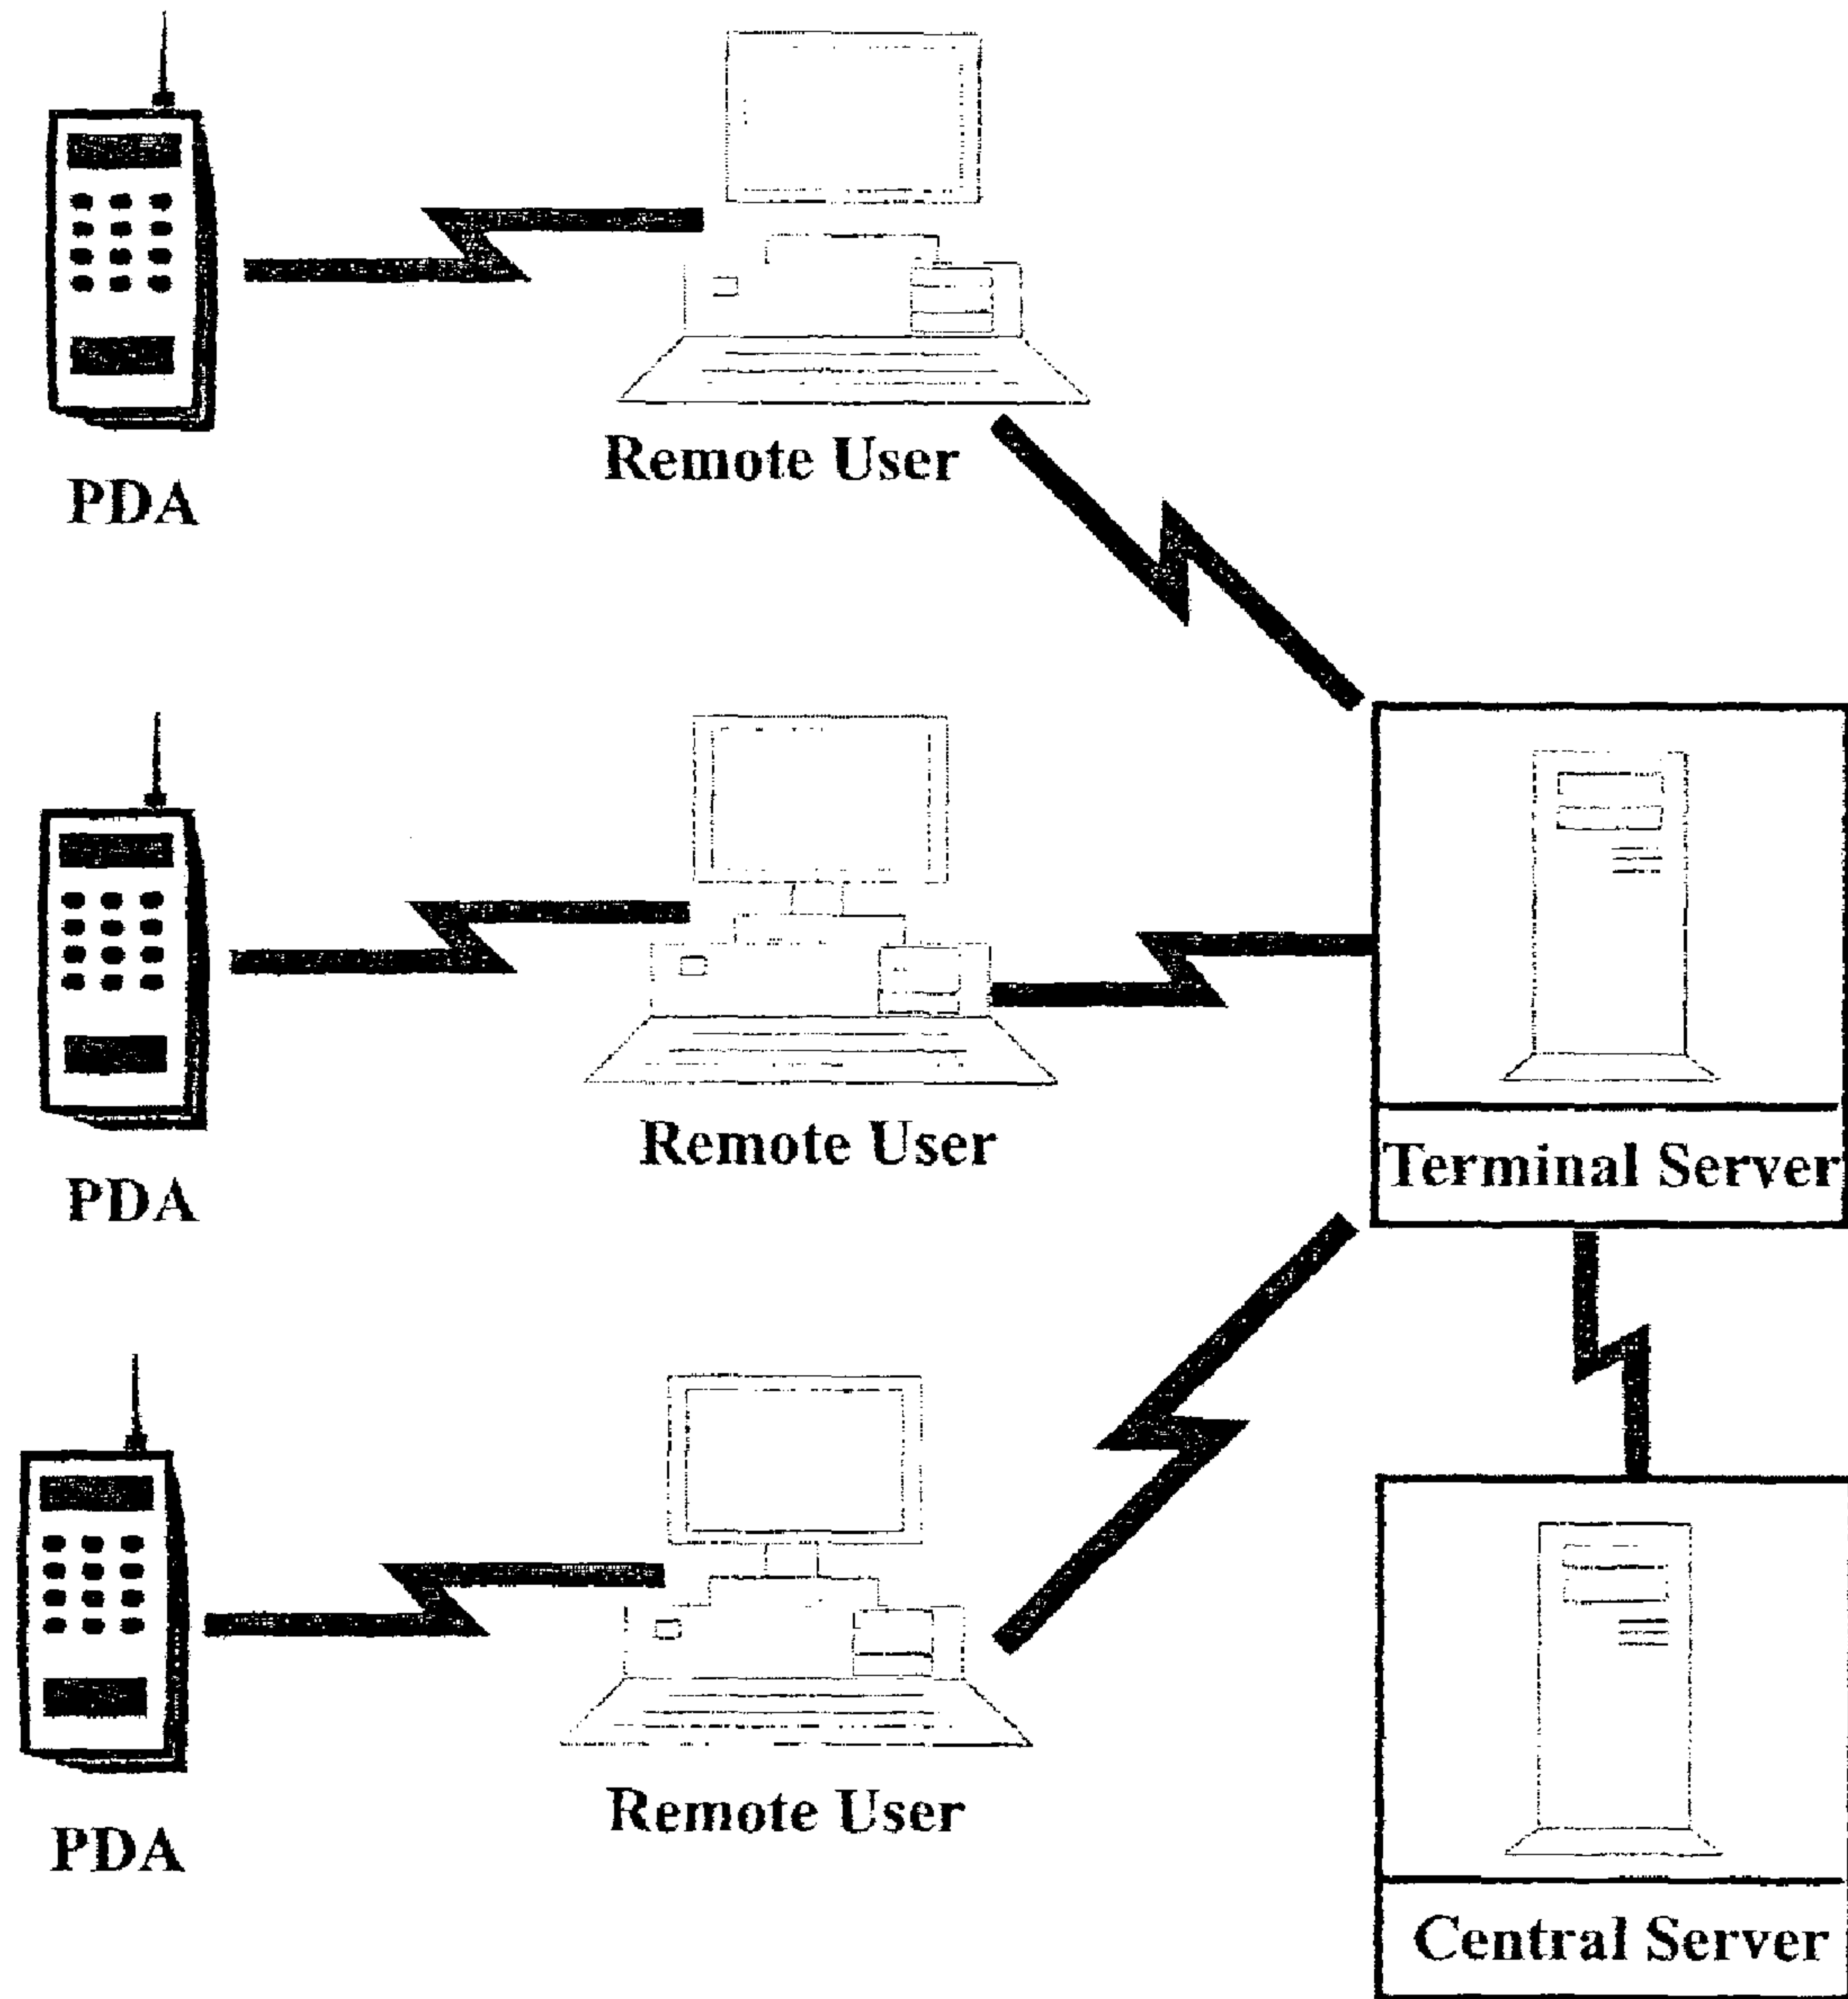 Remote User
PDA
Remote User
Terminal Server
PDA
Remote User
PDA
Central Server